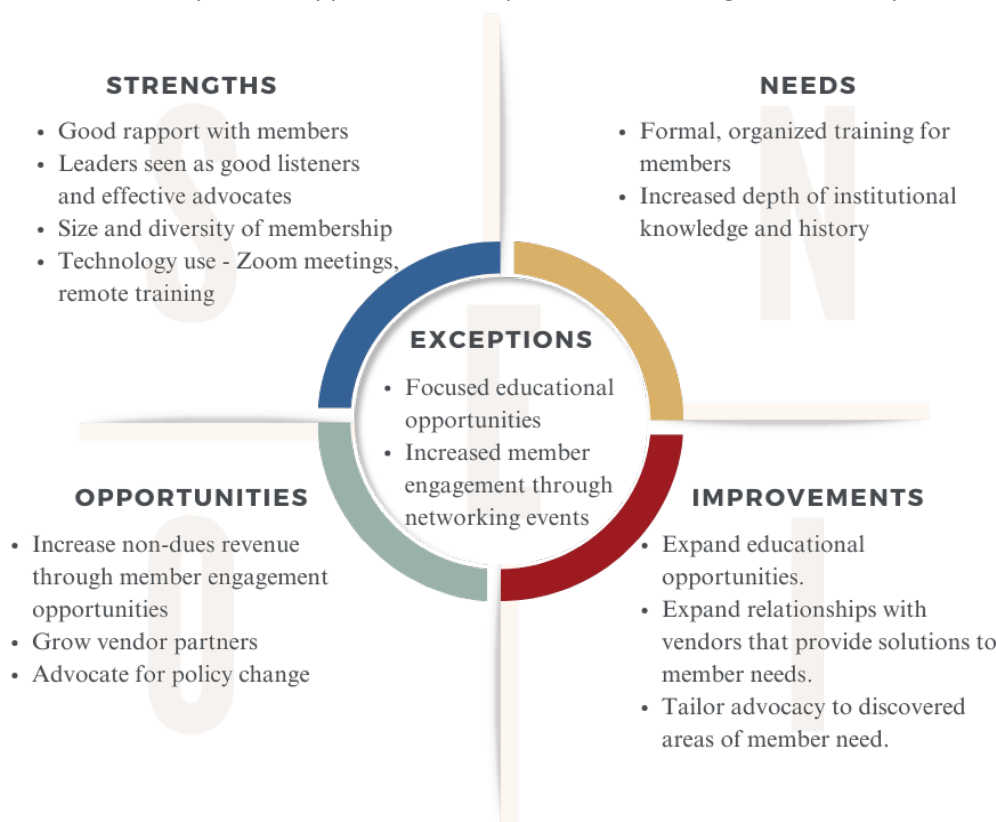 STRENGTHS
• Good rapport with members
• Leaders seen as good listeners
and effective advocates
• Size and diversity of membership
• Technology use - Zoom meetings,
remote training
NEEDS
• Formal, organized training for
members
• Increased depth of institutional
knowledge and history
EXCEPTIONS
• Focused educational
opportunities
• Increased member
engagement through
networking events
OPPORTUNITIES
• Increase non-dues revenue
through member engagement
opportunities
• Grow vendor partners
• Advocate for policy change
IMPROVEMENTS
• Expand educational
opportunities.
• Expand relationships with
vendors that provide solutions to
member needs.
• Tailor advocacy to discovered
areas of member need.
S
N
E
O
I